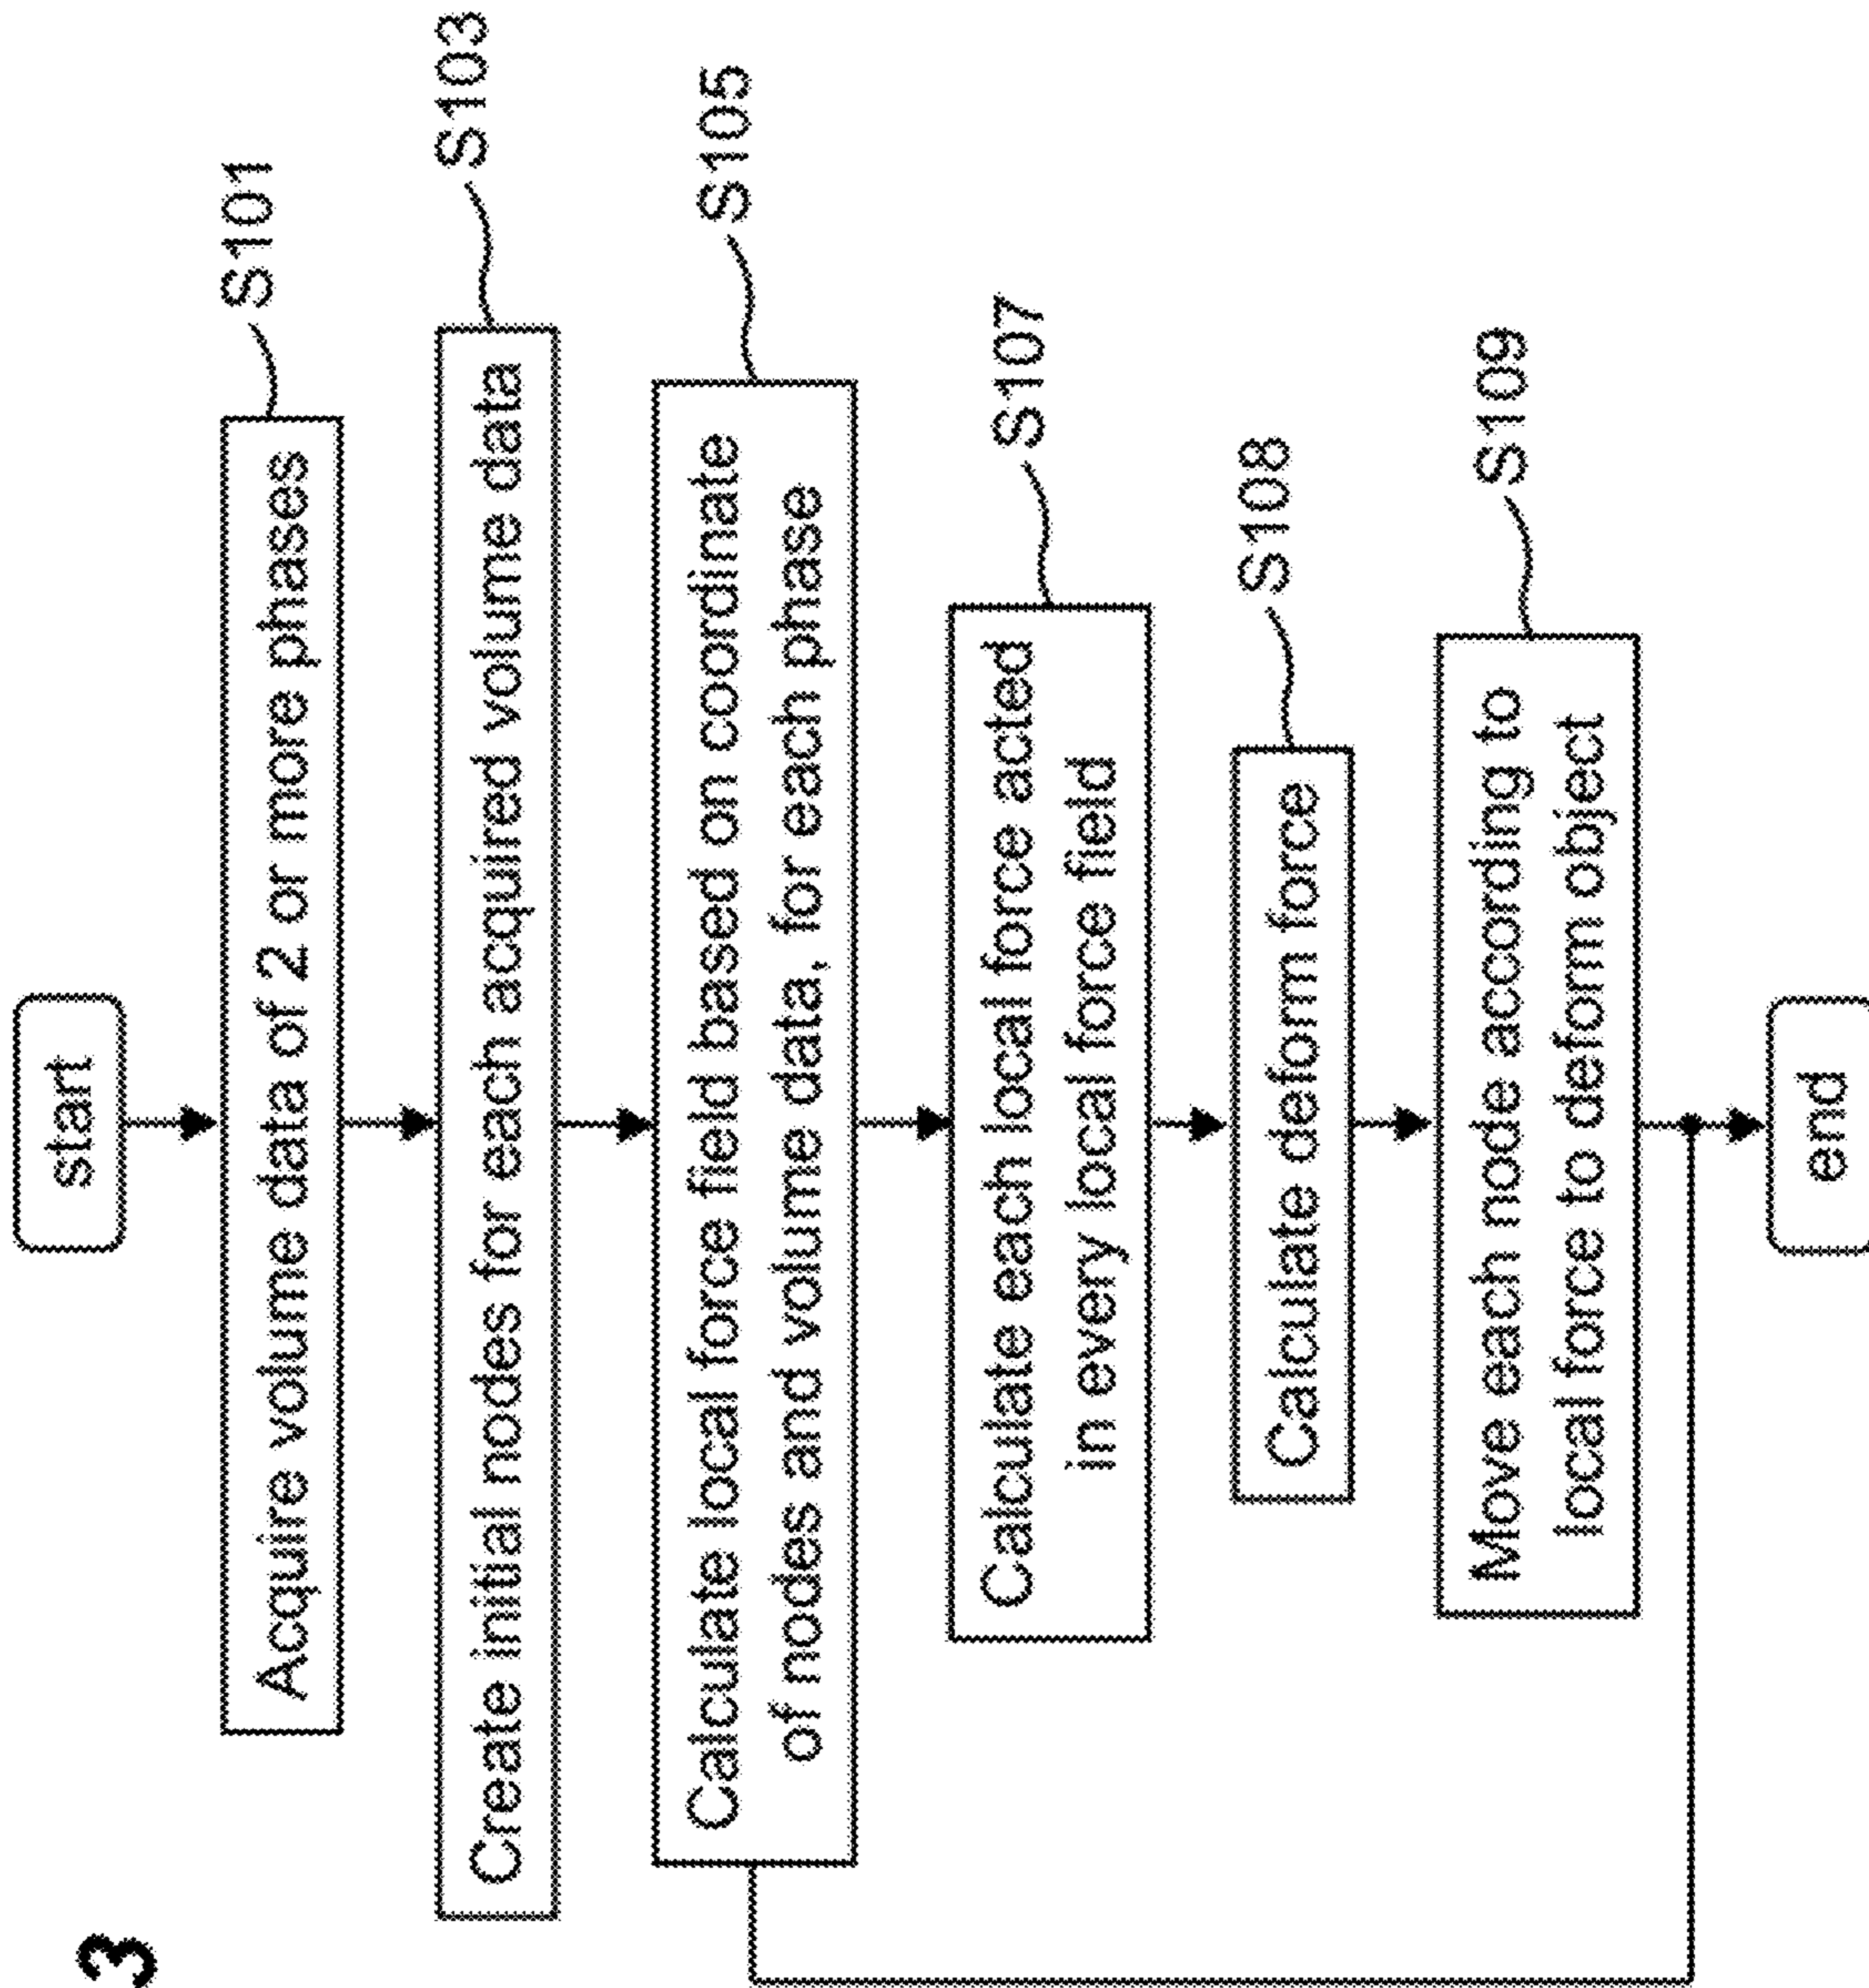 3
start
Acquire volume data of 2 or more phases
S101
Create initial nodes for each acquired volume data
S103
Calculate local force field based on coordinate
of nodes and volume data, for each phase
S105
Calculate each local force acted
in every local force field
S107
Calculate deform force
S108
Move each node according to
local force to deform object
S109
end